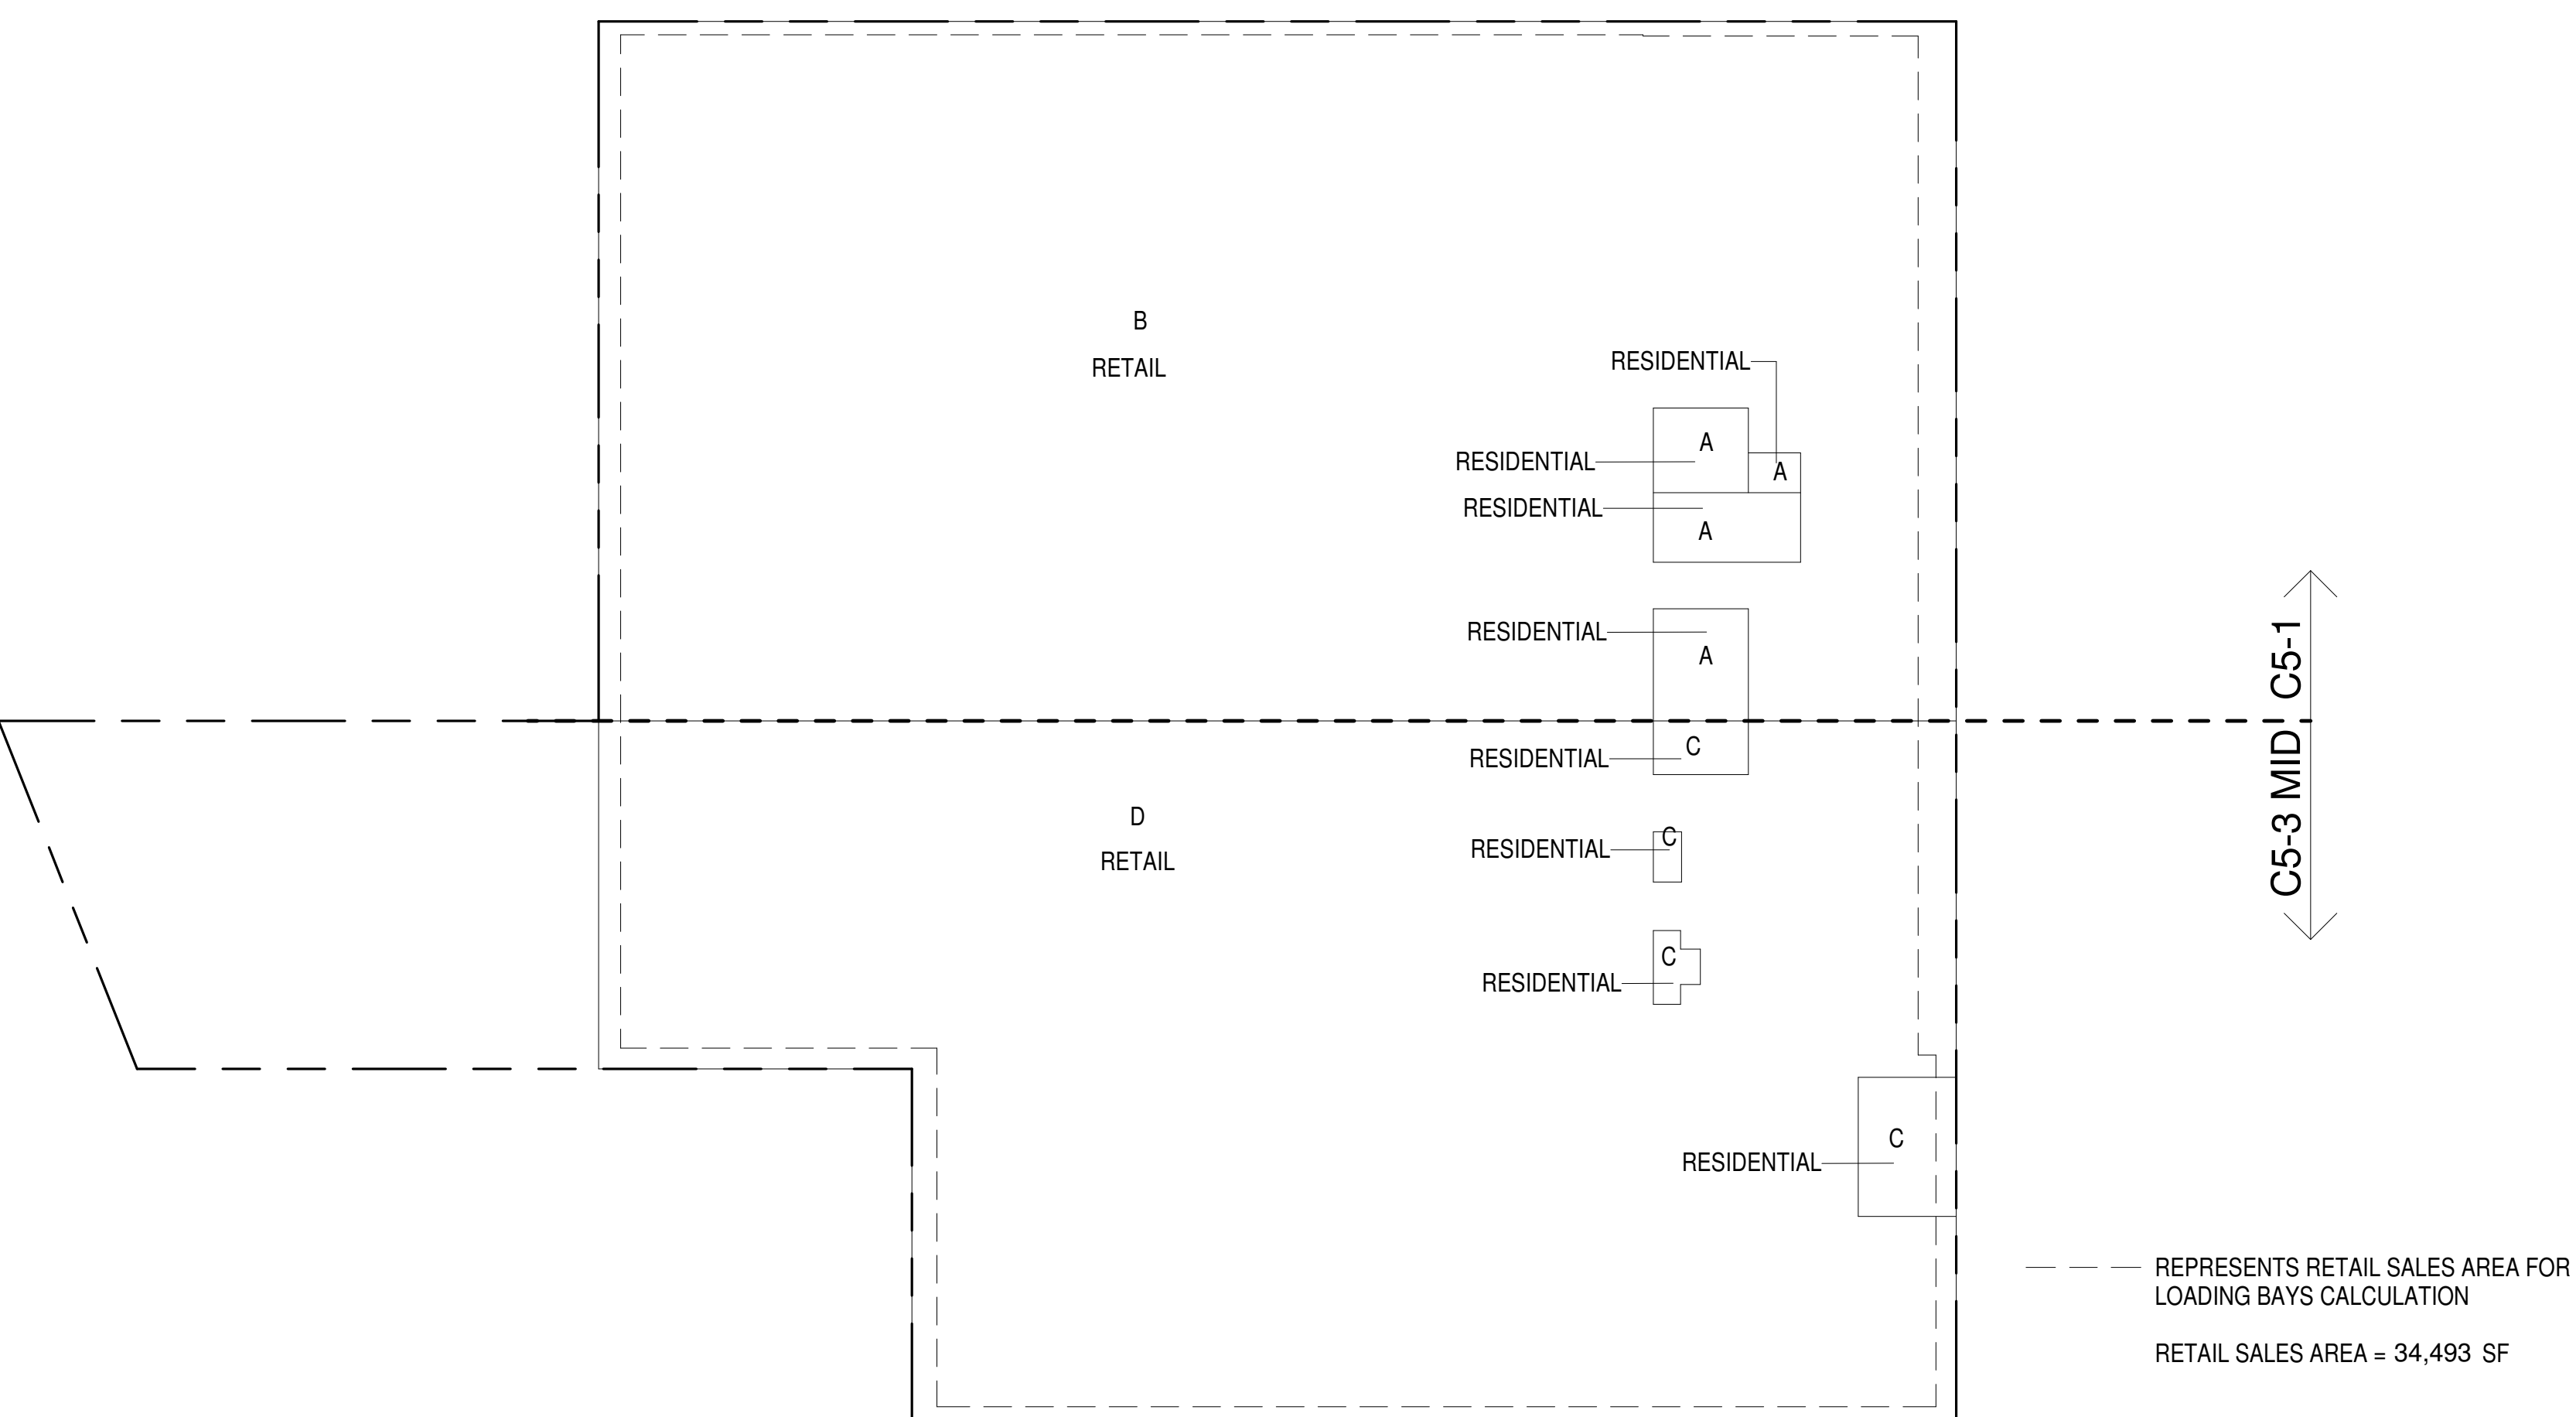 B
RETAIL
RESIDENTIAL
A
RESIDENTIAL
A
RESIDENTIAL
A
RESIDENTIAL
A
C5-1
C5-3 MID
C
RESIDENTIAL
D
RETAIL
C
RESIDENTIAL
C
RESIDENTIAL
C
RESIDENTIAL
REPRESENTS RETAIL SALES AREA FOR
LOADING BAYS CALCULATION
RETAIL SALES AREA = 34,493 SF